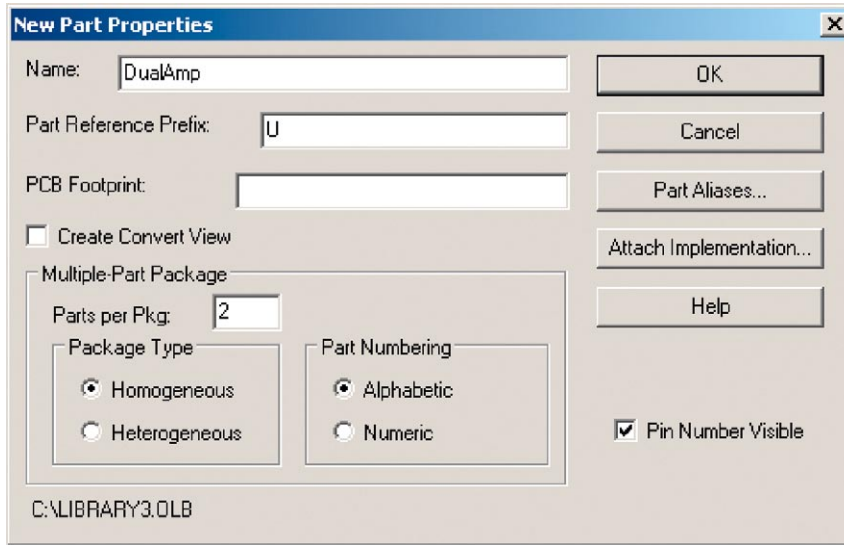 New Part Properties
Name: DualAmp
Part Reference Prefix: U
PCB Footprint:
Create Convert View
Multiple-Part Package
Parts per Pkg: 2
Package Type
Homogeneous
Heterogeneous
Part Numbering
Alphabetic
Numeric
OK
Cancel
Part Aliases...
Attach Implementation...
Help
Pin Number Visible
C:\LIBRARY3.OLB